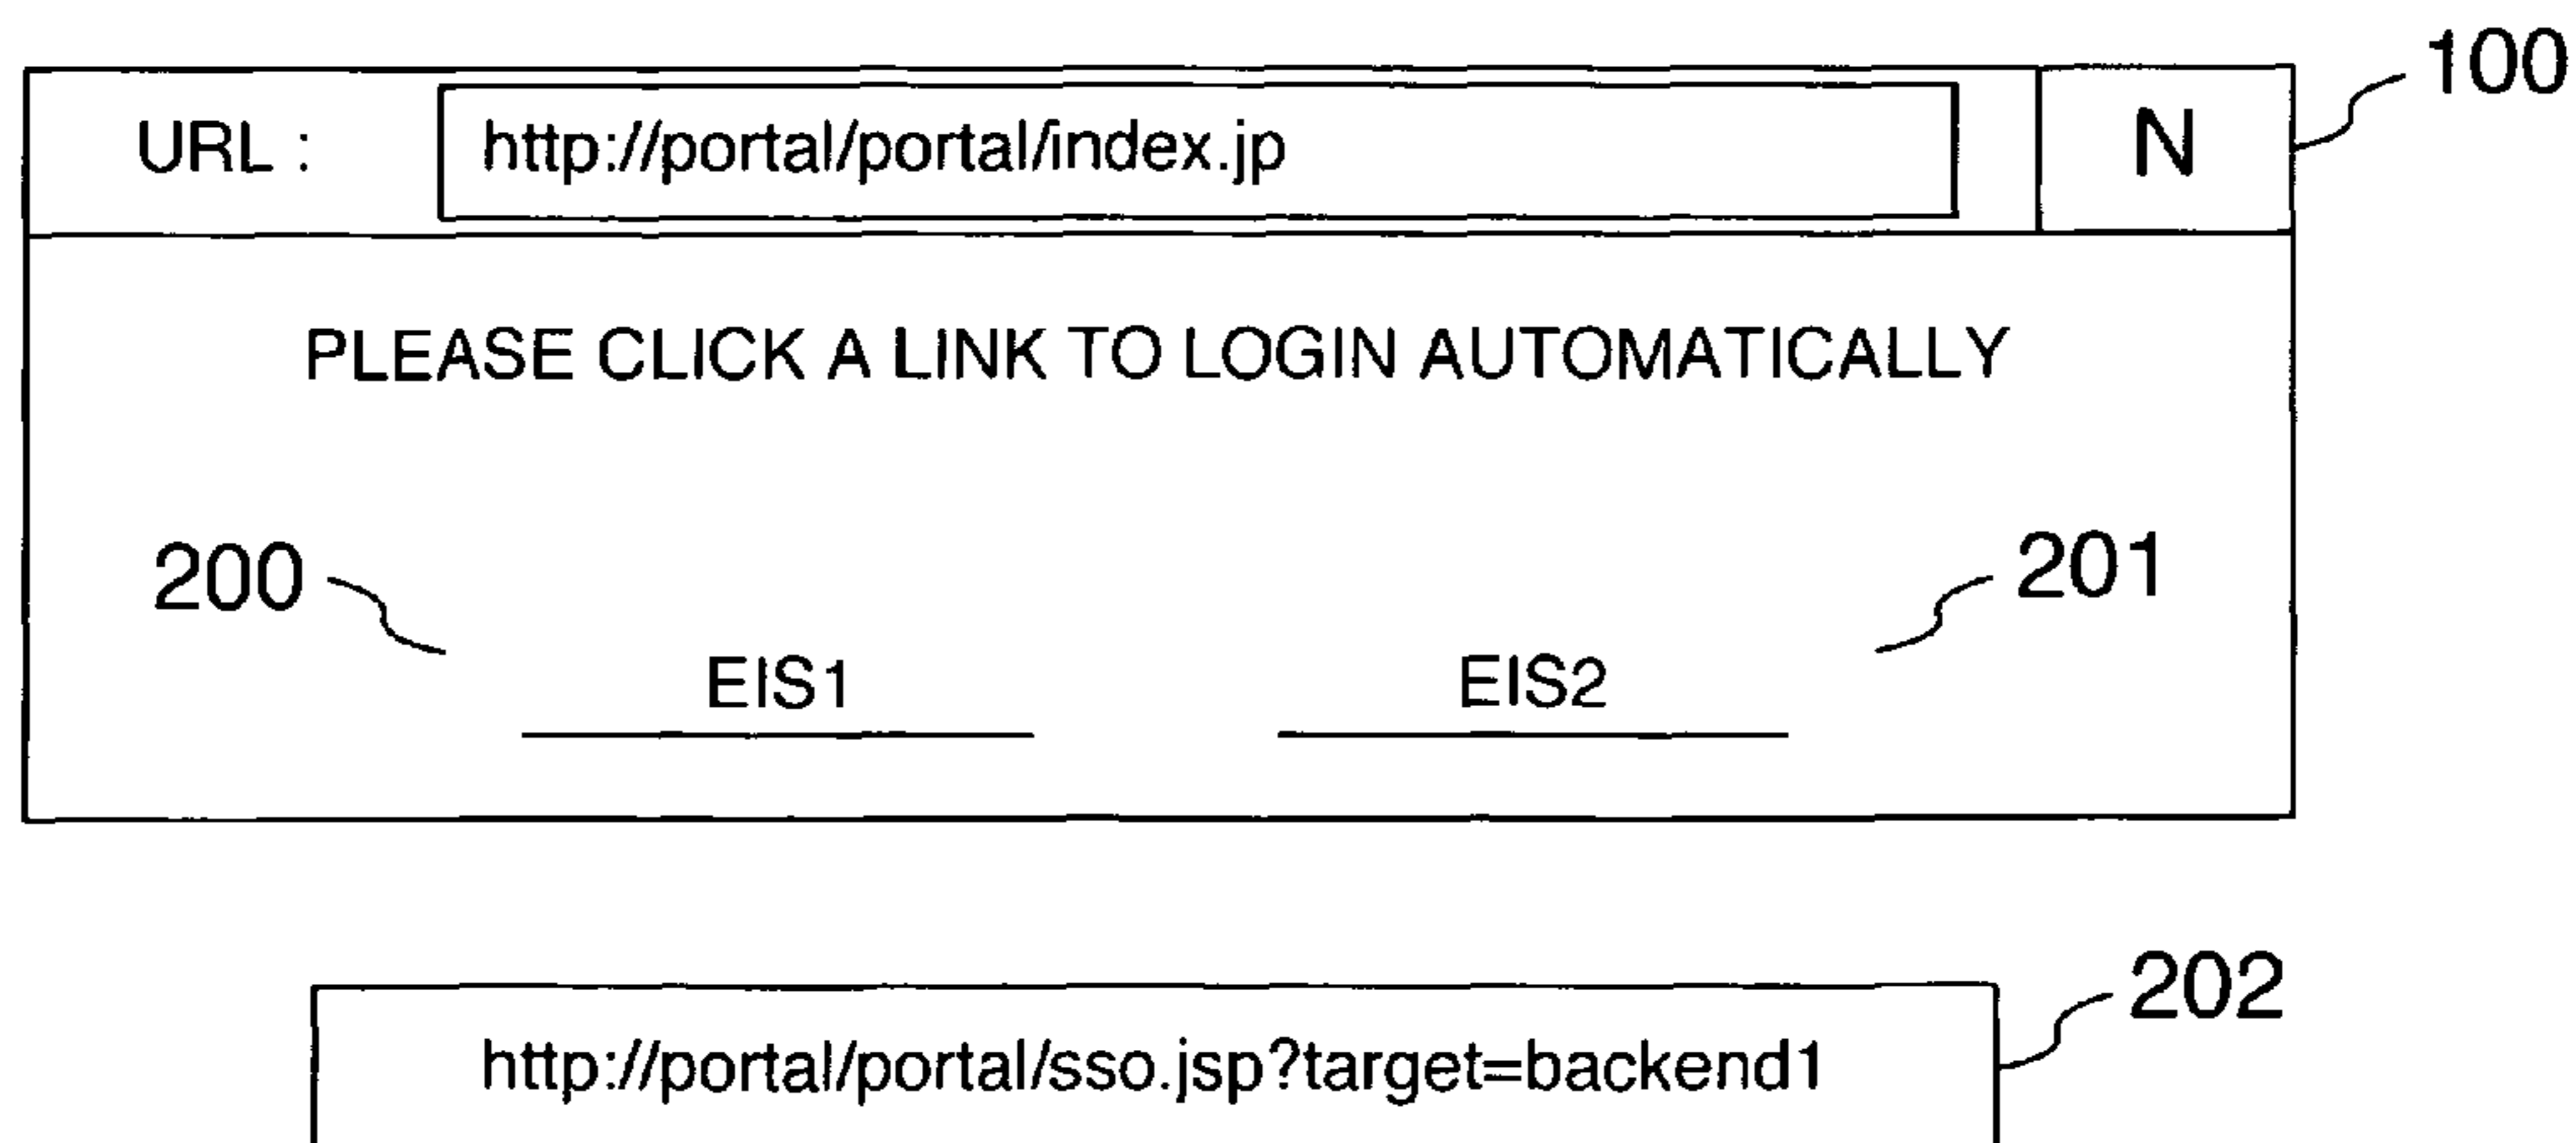 100
URL : http://portal/portal/index.jp N
PLEASE CLICK A LINK TO LOGIN AUTOMATICALLY
200 201
EIS1 EIS2
202
http://portal/portal/sso.jsp?target=backend1